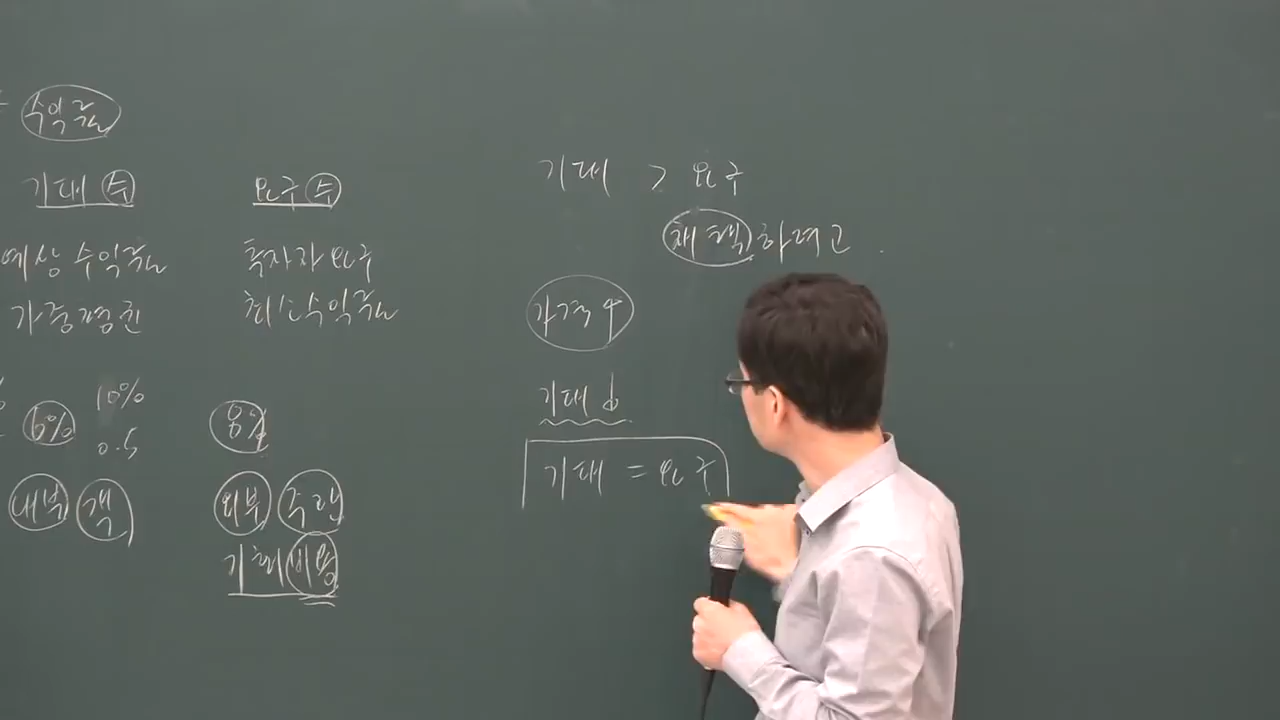 수익률
기대 수
요구 수
예상 수익률
투자자 요구
가중평균
최소수익률
6%
10%
0.5
8%
내부
객
외부
주관
기회비용
기대 > 요구
채택하려고
가격 ↑
기대 ↓
기대 = 요구